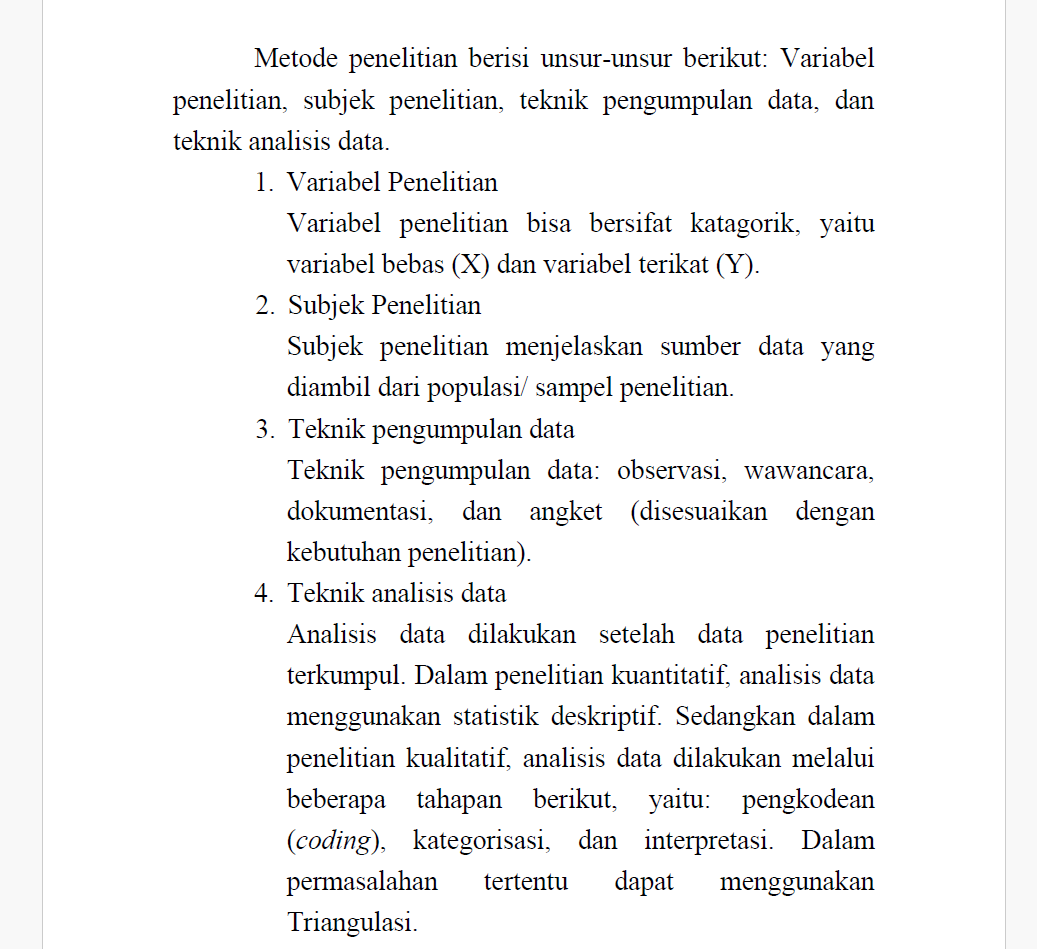 Metode penelitian berisi unsur-unsur berikut: Variabel
penelitian, subjek penelitian, teknik pengumpulan data, dan
teknik analisis data.
1. Variabel Penelitian
Variabel penelitian bisa bersifat katagorik, yaitu
variabel bebas (X) dan variabel terikat (Y).
2. Subjek Penelitian
Subjek penelitian menjelaskan sumber data yang
diambil dari populasi/ sampel penelitian.
3. Teknik pengumpulan data
Teknik pengumpulan data: observasi, wawancara,
dokumentasi, dan angket (disesuaikan dengan
kebutuhan penelitian).
4. Teknik analisis data
Analisis data dilakukan setelah data penelitian
terkumpul. Dalam penelitian kuantitatif, analisis data
menggunakan statistik deskriptif. Sedangkan dalam
penelitian kualitatif, analisis data dilakukan melalui
beberapa tahapan berikut, yaitu: pengkodean
(coding), kategorisasi, dan interpretasi. Dalam
permasalahan tertentu dapat menggunakan
Triangulasi.